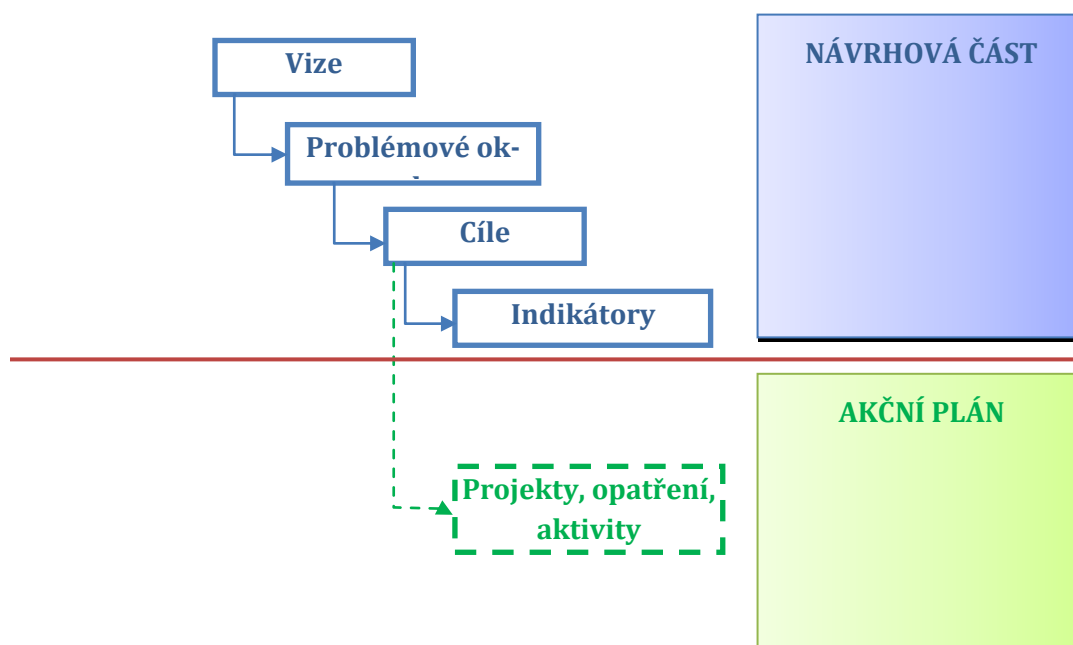 Vize
NÁVRHOVÁ ČÁST
Problémové ok-
Cíle
Indikátory
AKČNÍ PLÁN
Projekty, opatření,
aktivity